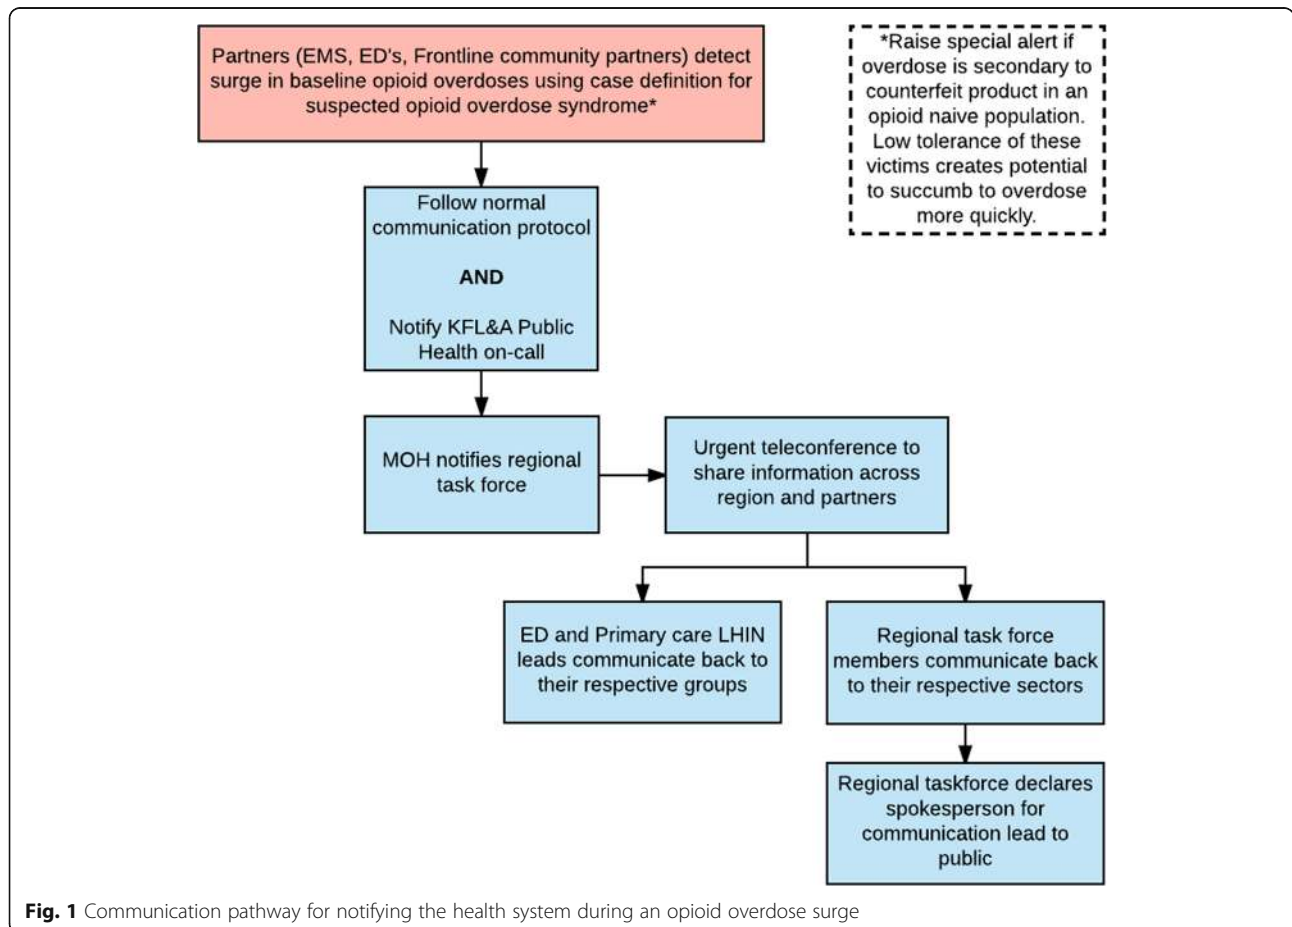 Partners (EMS, ED's, Frontline community partners) detect
surge in baseline opioid overdoses using case definition for
suspected opioid overdose syndrome*
*Raise special alert if
overdose is secondary to
counterfeit product in an
opioid naive population.
Low tolerance of these
victims creates potential
to succumb to overdose
more quickly.
Follow normal
communication protocol
AND
Notify KFL&A Public
Health on-call
MOH notifies regional
task force
Urgent teleconference to
share information across
region and partners
ED and Primary care LHIN
leads communicate back to
their respective groups
Regional task force
members communicate back
to their respective sectors
Regional taskforce declares
spokesperson for
communication lead to
public
Fig. 1 Communication pathway for notifying the health system during an opioid overdose surge